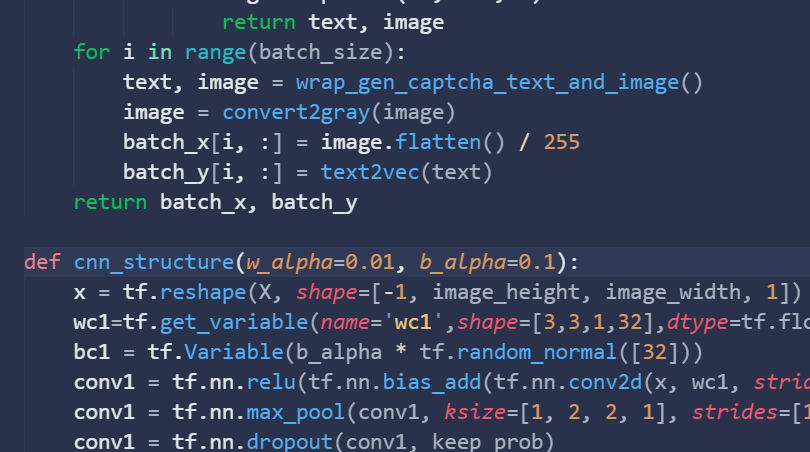 return text, image
for i in range(batch_size):
text, image = wrap_gen_captcha_text_and_image()
image = convert2gray(image)
batch_x[i, :] = image.flatten() / 255
batch_y[i, :] = text2vec(text)
return batch_x, batch_y
def cnn_structure(w_alpha=0.01, b_alpha=0.1):
x = tf.reshape(X, shape=[-1, image_height, image_width, 1])
wc1=tf.get_variable(name='wc1',shape=[3,3,1,32],dtype=tf.flo
bc1 = tf.Variable(b_alpha * tf.random_normal([32]))
conv1 = tf.nn.relu(tf.nn.bias_add(tf.nn.conv2d(x, wc1, strid
conv1 = tf.nn.max_pool(conv1, ksize=[1, 2, 2, 1], strides=[1
conv1 = tf.nn.dropout(conv1, keep_prob)